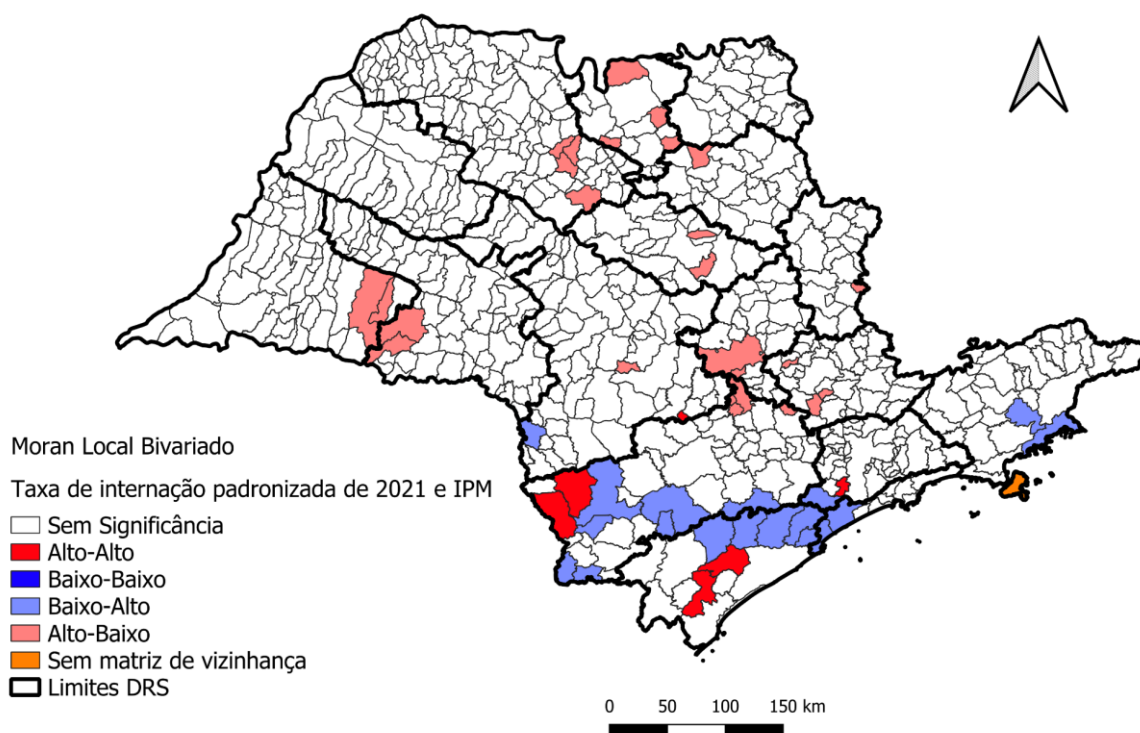 Moran Local Bivariado
Taxa de internação padronizada de 2021 e IPM
Sem Significância
Alto-Alto
Baixo-Baixo
Baixo-Alto
Alto-Baixo
Sem matriz de vizinhança
Limites DRS
0 50 100 150 km